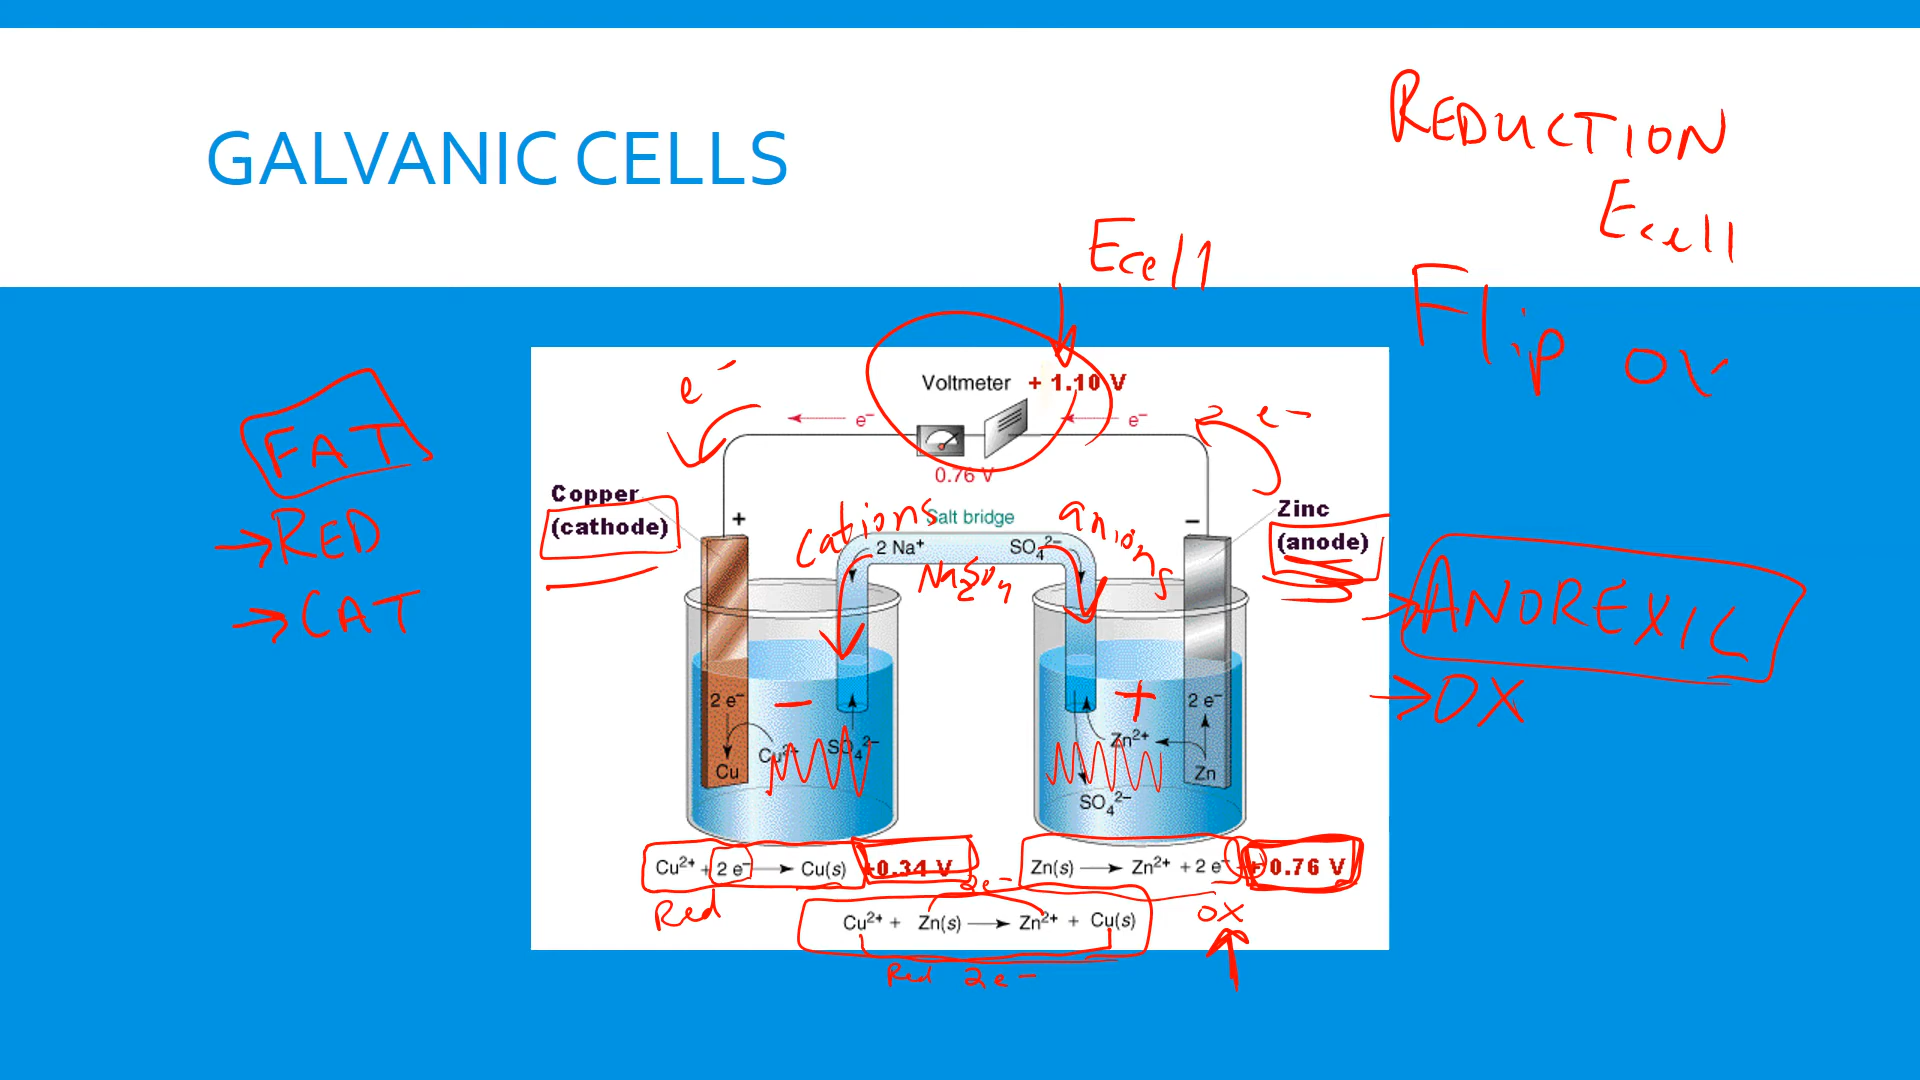 GALVANIC CELLS
REDUCTION
Ecell
Ecell
Flip ox
Voltmeter + 1.10 V
e⁻
e⁻
e⁻
e⁻
0.76 V
FAT
RED
CAT
Copper
(cathode)
+
cations
Salt bridge
anions
−
Zinc
(anode)
2 Na⁺
SO₄²⁻
Na₂SO₄
ANOREXIC
OX
2 e⁻
−
+
2 e⁻
Cu²⁺
SO₄²⁻
Zn²⁺
Cu
Zn
SO₄²⁻
Cu²⁺ + 2 e⁻ → Cu(s) +0.34 V
Zn(s) → Zn²⁺ + 2 e⁻ + 0.76 V
Red
2e⁻
OX
Cu²⁺ + Zn(s) → Zn²⁺ + Cu(s)
Red 2e⁻